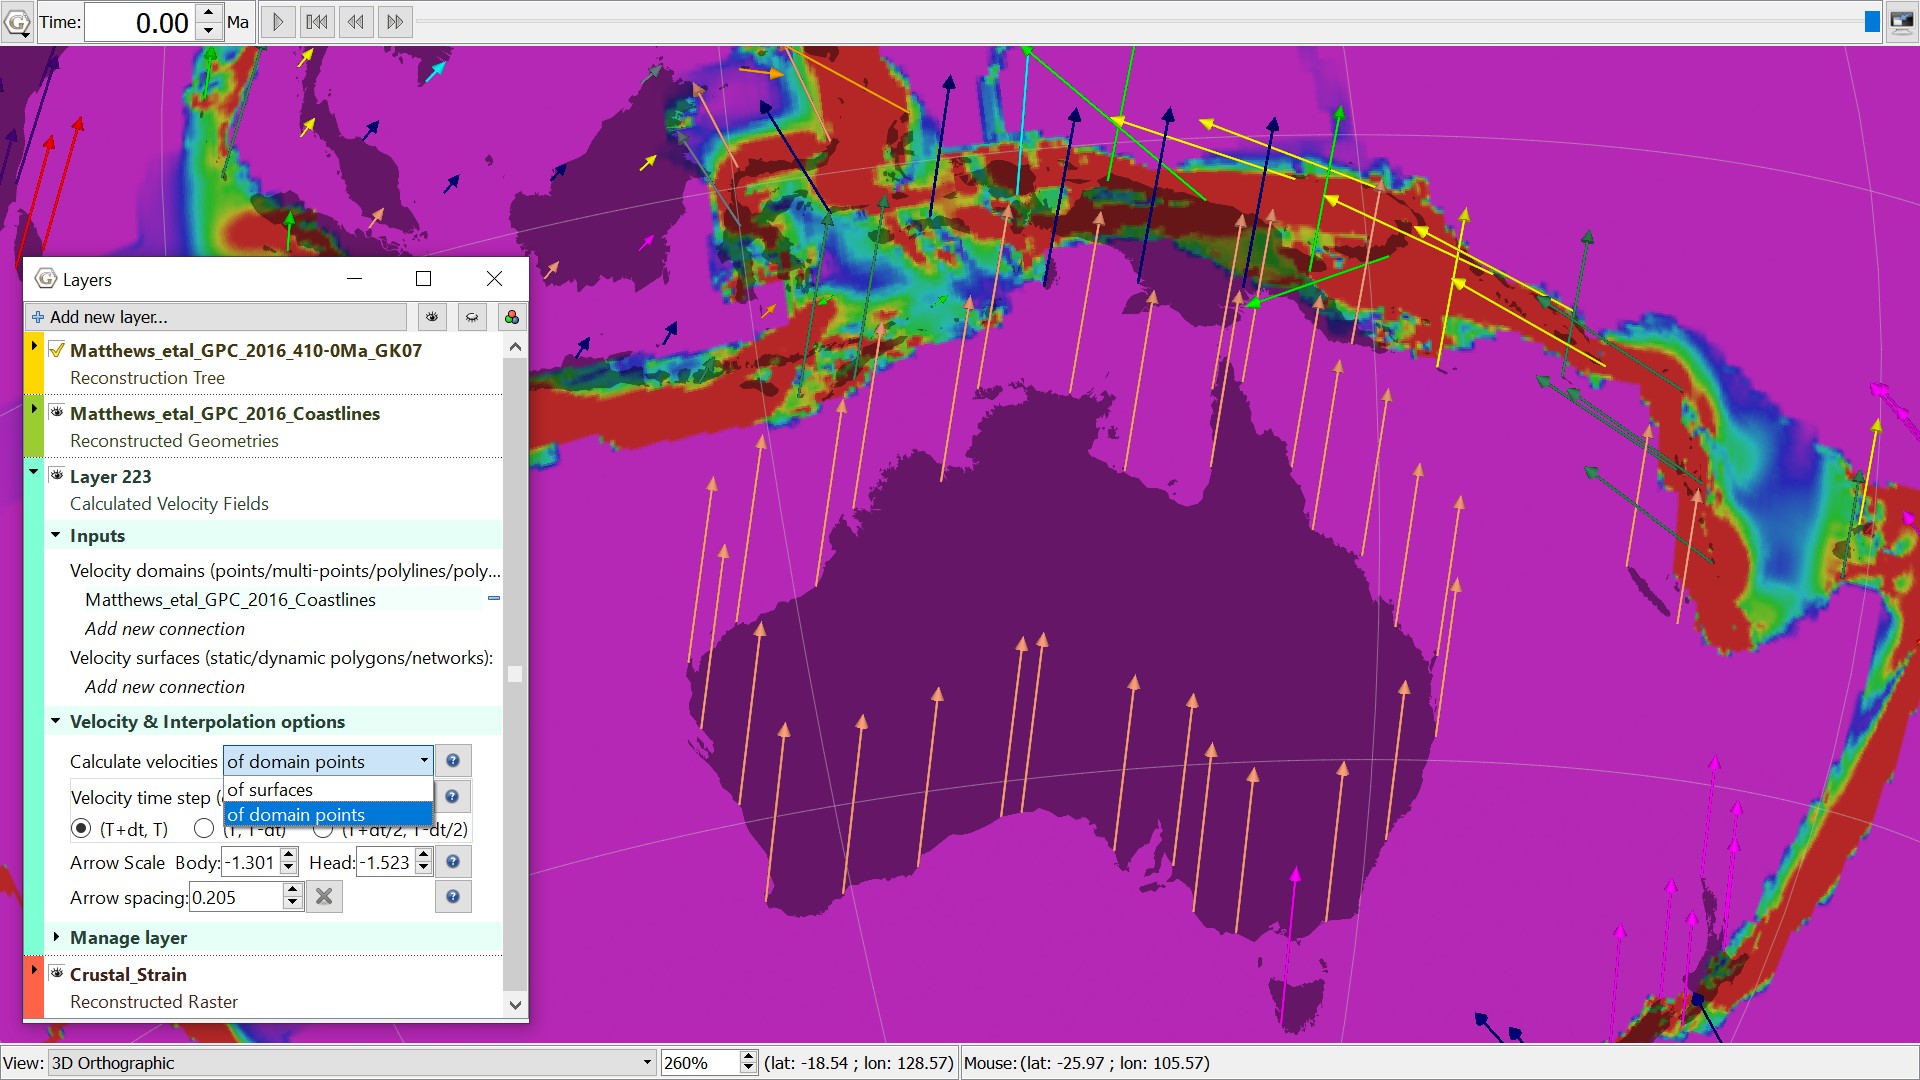 Time: 0.00 Ma
Layers
Add new layer...
Matthews_etal_GPC_2016_410-0Ma_GK07
Reconstruction Tree
Matthews_etal_GPC_2016_Coastlines
Reconstructed Geometries
Layer 223
Calculated Velocity Fields
Inputs
Velocity domains (points/multi-points/polylines/poly...
Matthews_etal_GPC_2016_Coastlines
Add new connection
Velocity surfaces (static/dynamic polygons/networks):
Add new connection
Velocity & Interpolation options
Calculate velocities of domain points
of surfaces
Velocity time step (
of domain points
(T+dt, T) (T, T-dt) (T+dt/2, T-dt/2)
Arrow Scale Body: -1.301 Head: -1.523
Arrow spacing: 0.205
Manage layer
Crustal_Strain
Reconstructed Raster
View: 3D Orthographic 260% (lat: -18.54 ; lon: 128.57) Mouse: (lat: -25.97 ; lon: 105.57)